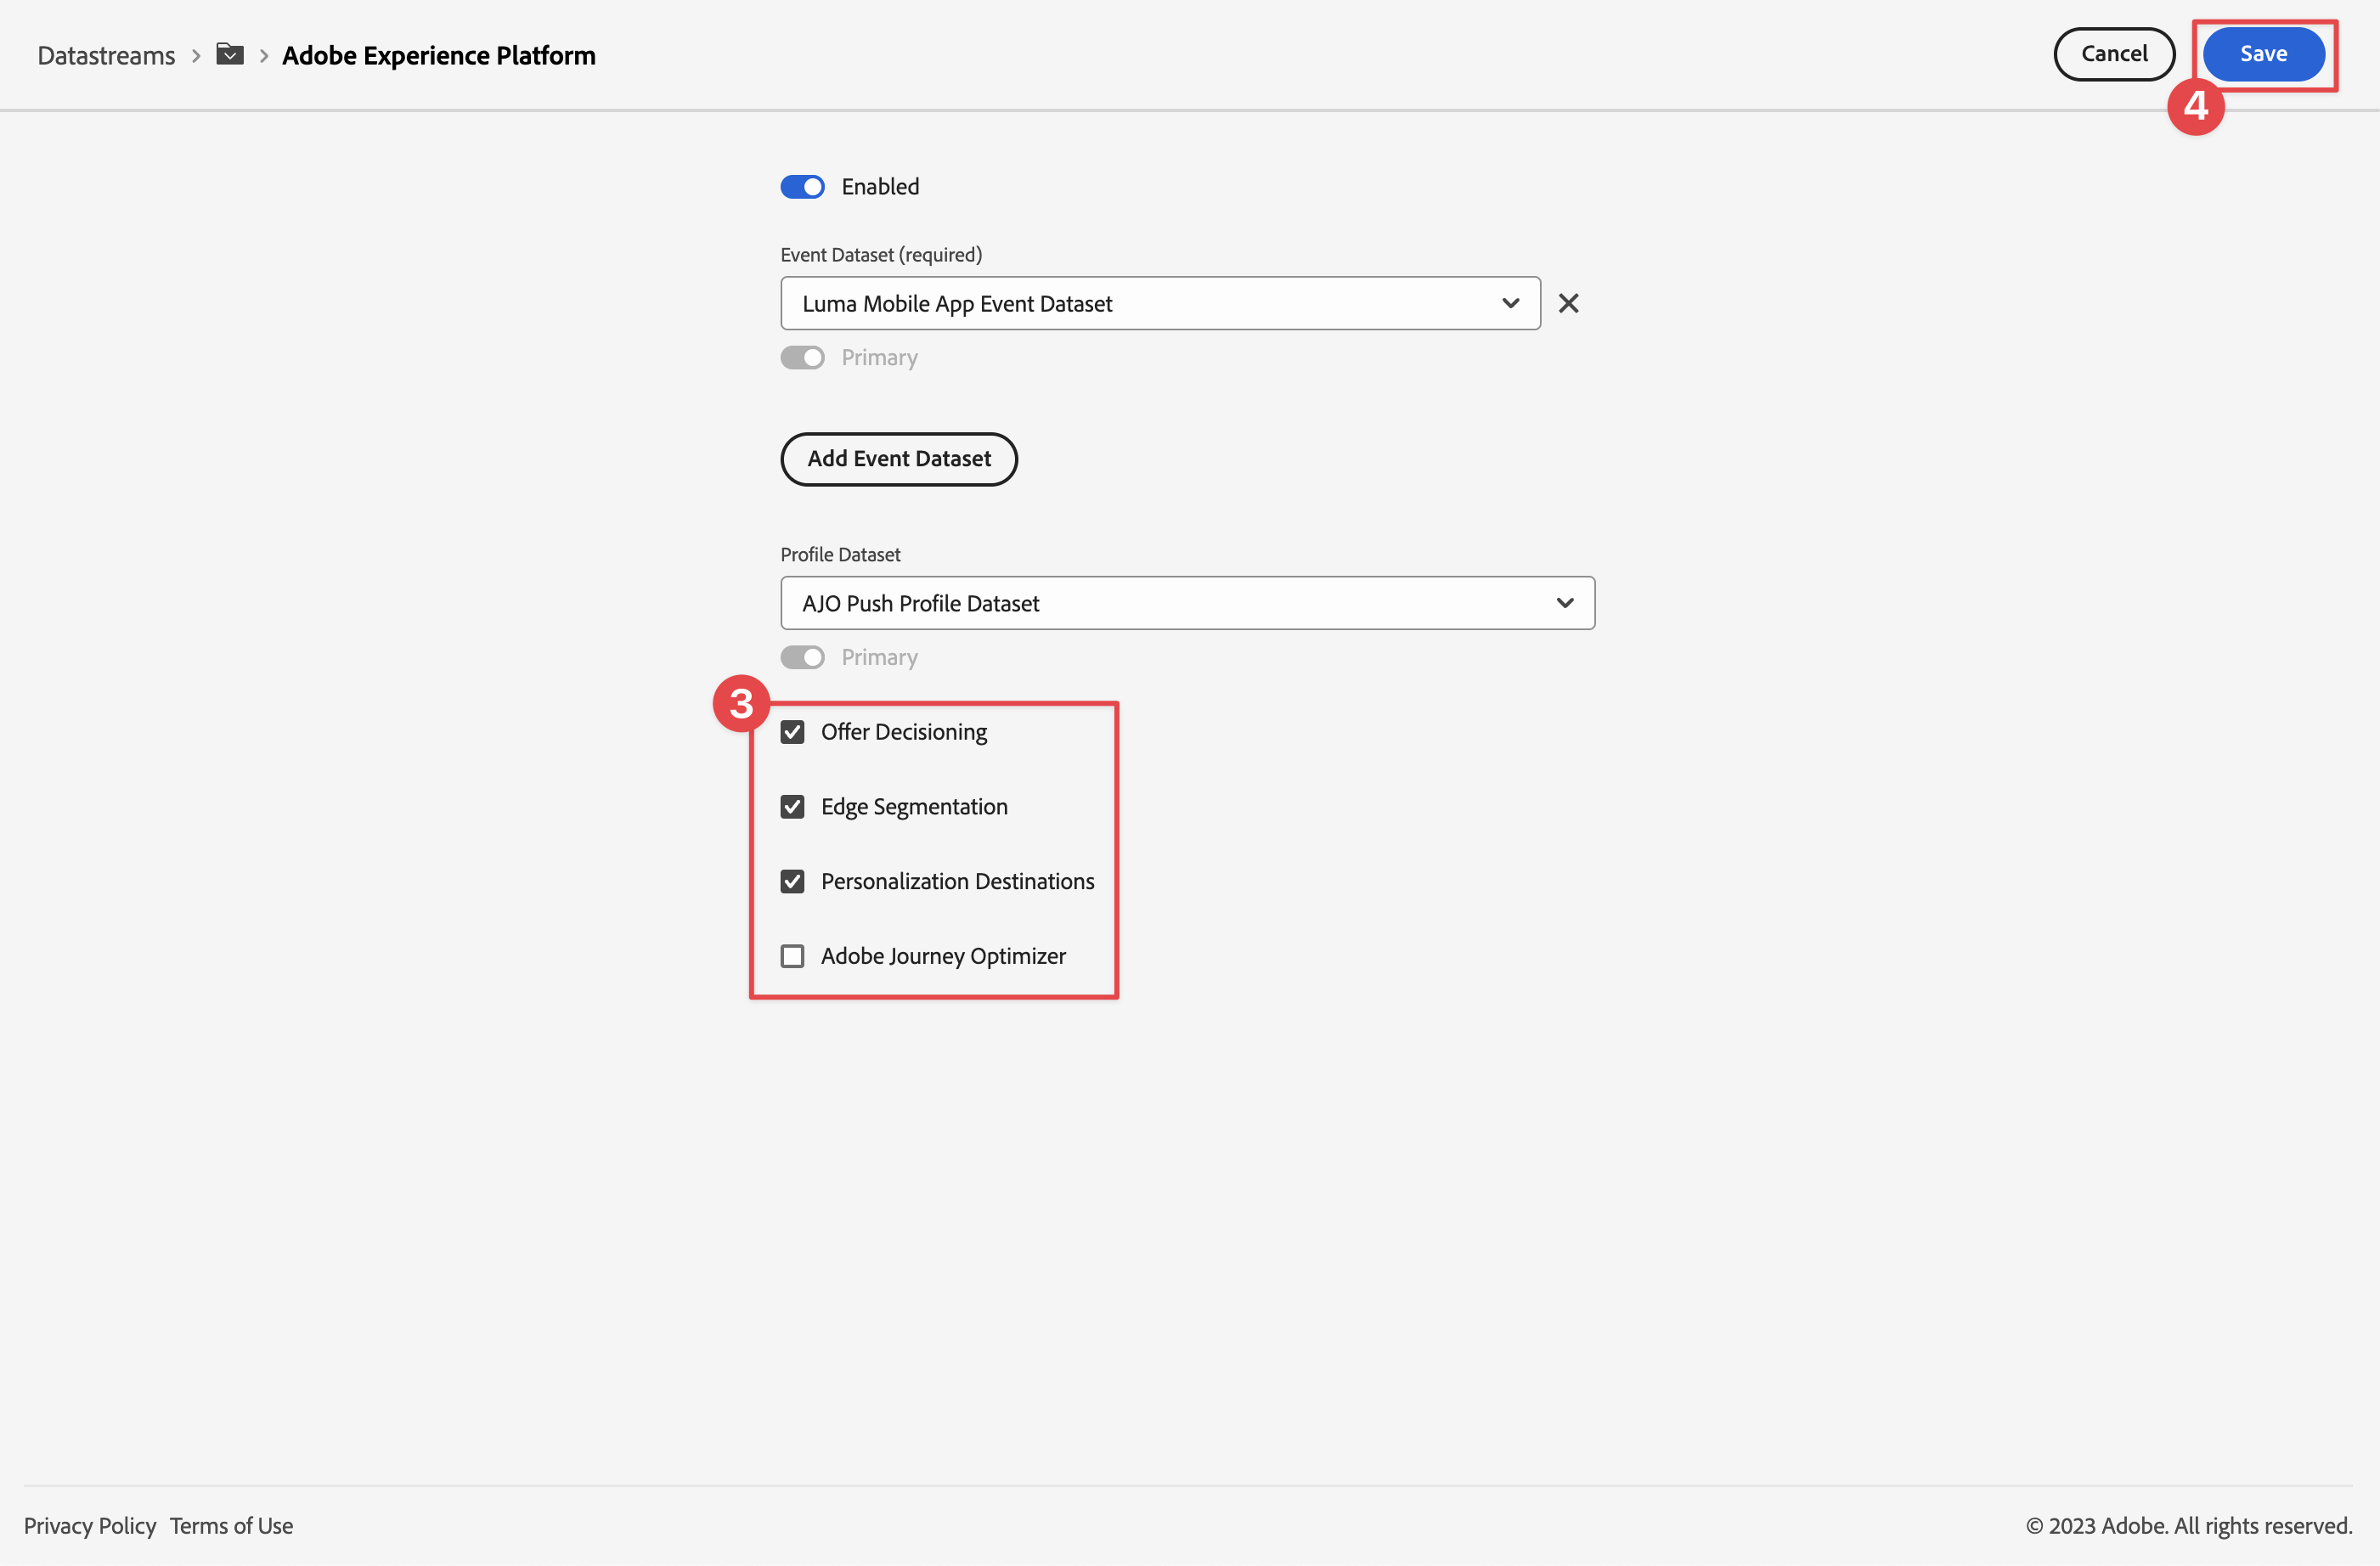 Datastreams > > Adobe Experience Platform
Cancel
Save
4
Enabled
Event Dataset (required)
Luma Mobile App Event Dataset
Primary
Add Event Dataset
Profile Dataset
AJO Push Profile Dataset
Primary
3
Offer Decisioning
Edge Segmentation
Personalization Destinations
Adobe Journey Optimizer
Privacy Policy Terms of Use
© 2023 Adobe. All rights reserved.